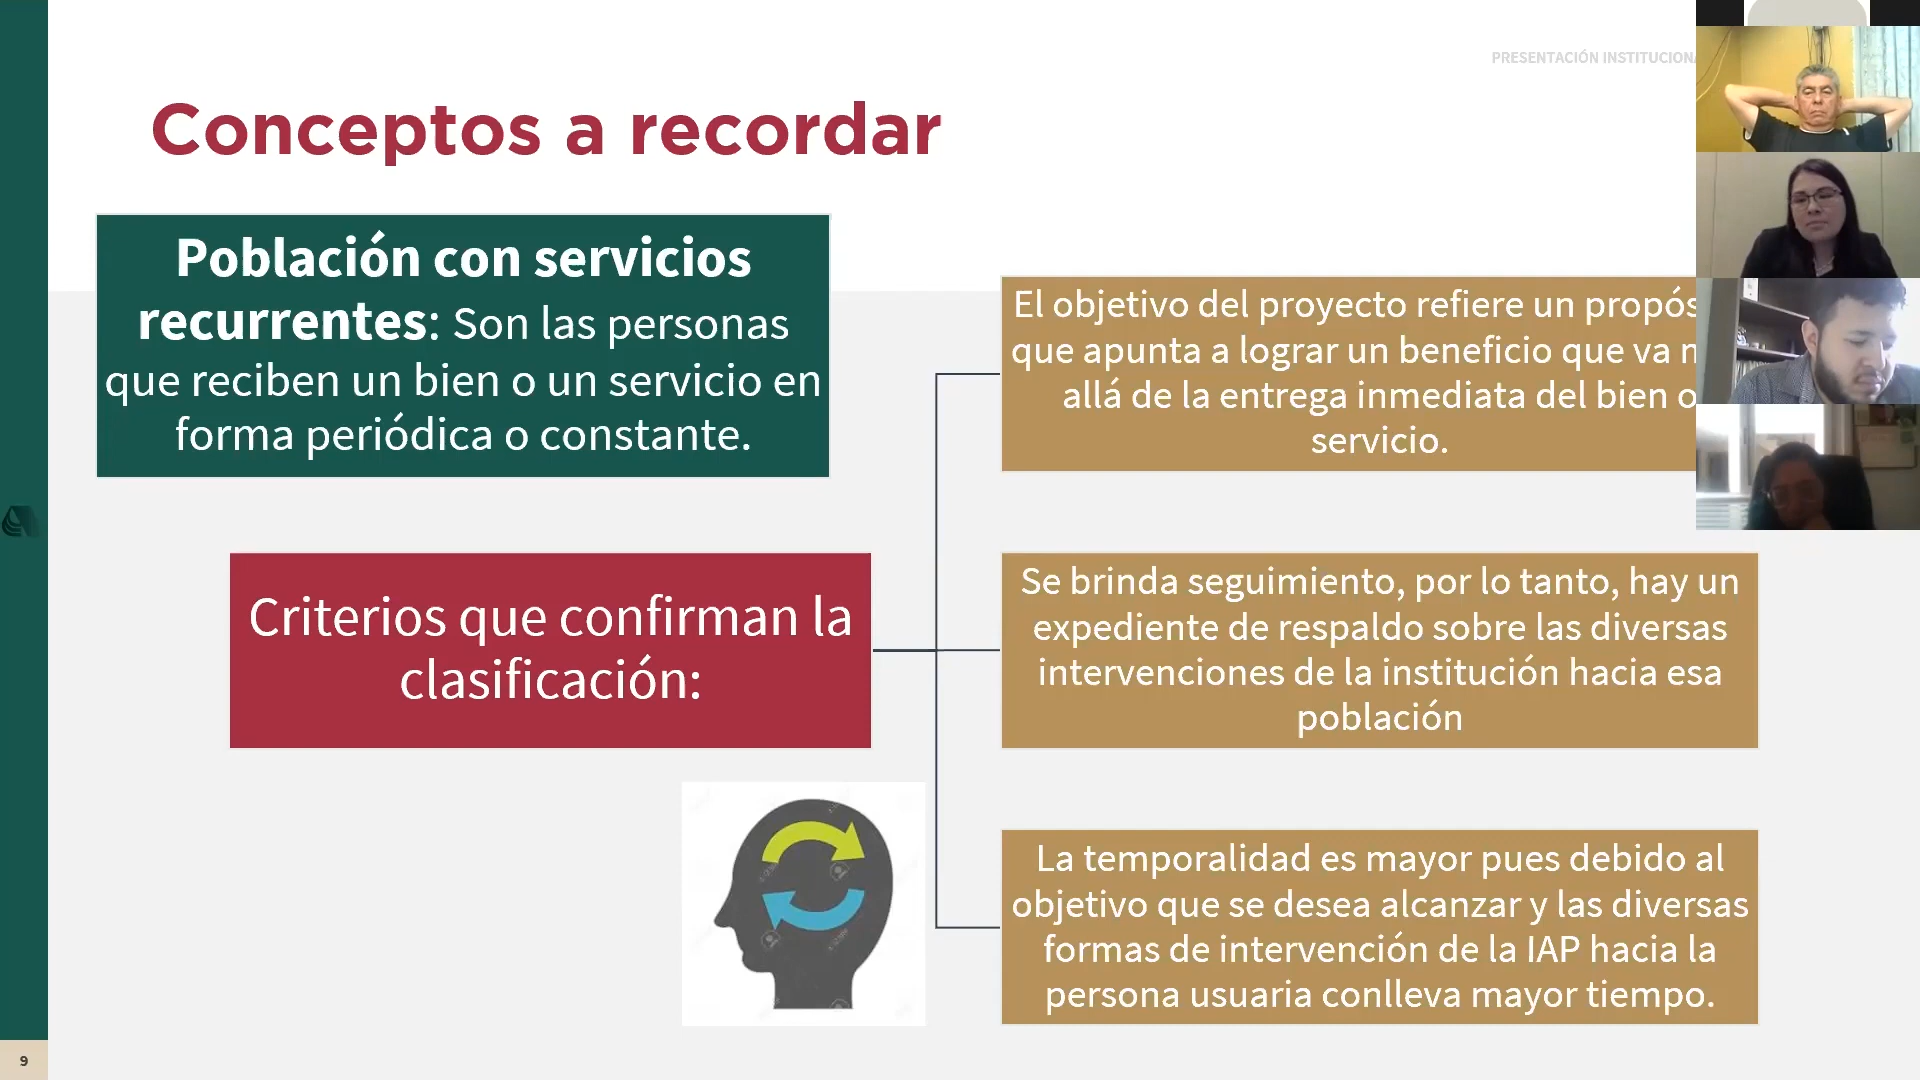 PRESENTACIÓN
Conceptos a recordar
Población con servicios
recurrentes: Son las personas
que reciben un bien o un servicio en
forma periódica o constante.
El objetivo del proyecto refiere un
que apunta a lograr un beneficio que va
allá de la entrega inmediata del bien o
servicio.
Criterios que confirman la
clasificación:
Se brinda seguimiento, por lo tanto, hay un
expediente de respaldo sobre las diversas
intervenciones de la institución hacia esa
población
La temporalidad es mayor pues debido al
objetivo que se desea alcanzar y las diversas
formas de intervención de la IAP hacia la
persona usuaria conlleva mayor tiempo.
9